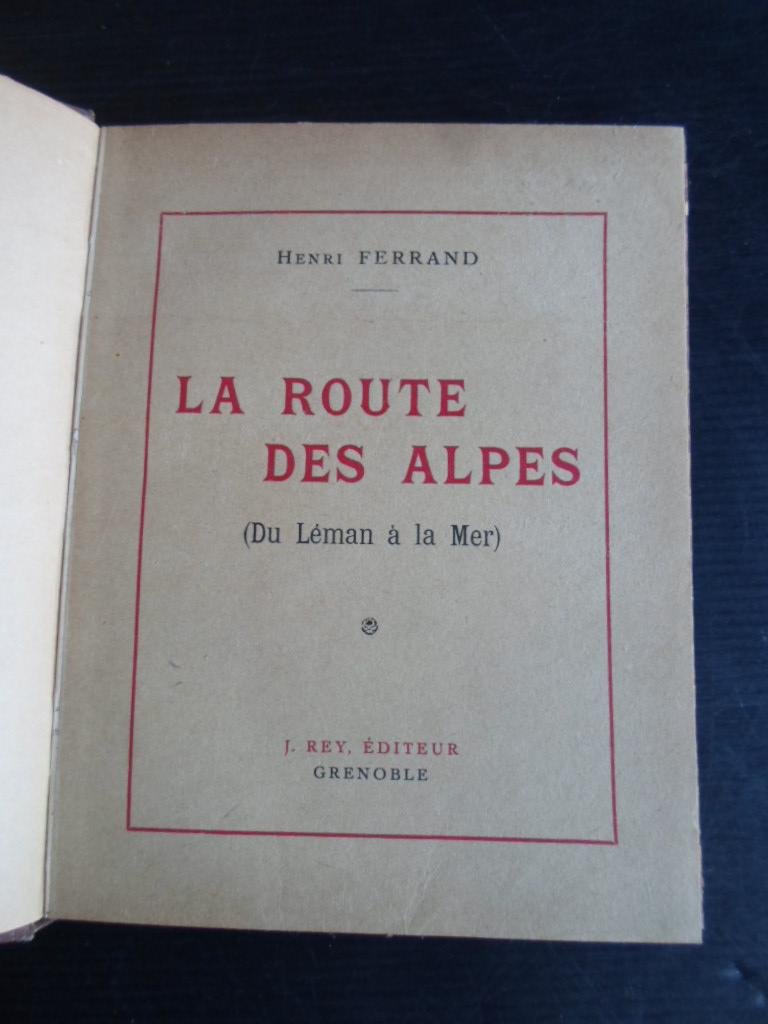 Henri FERRAND
LA ROUTE
DES ALPES
(Du Léman à la Mer)
J. REY, ÉDITEUR
GRENOBLE